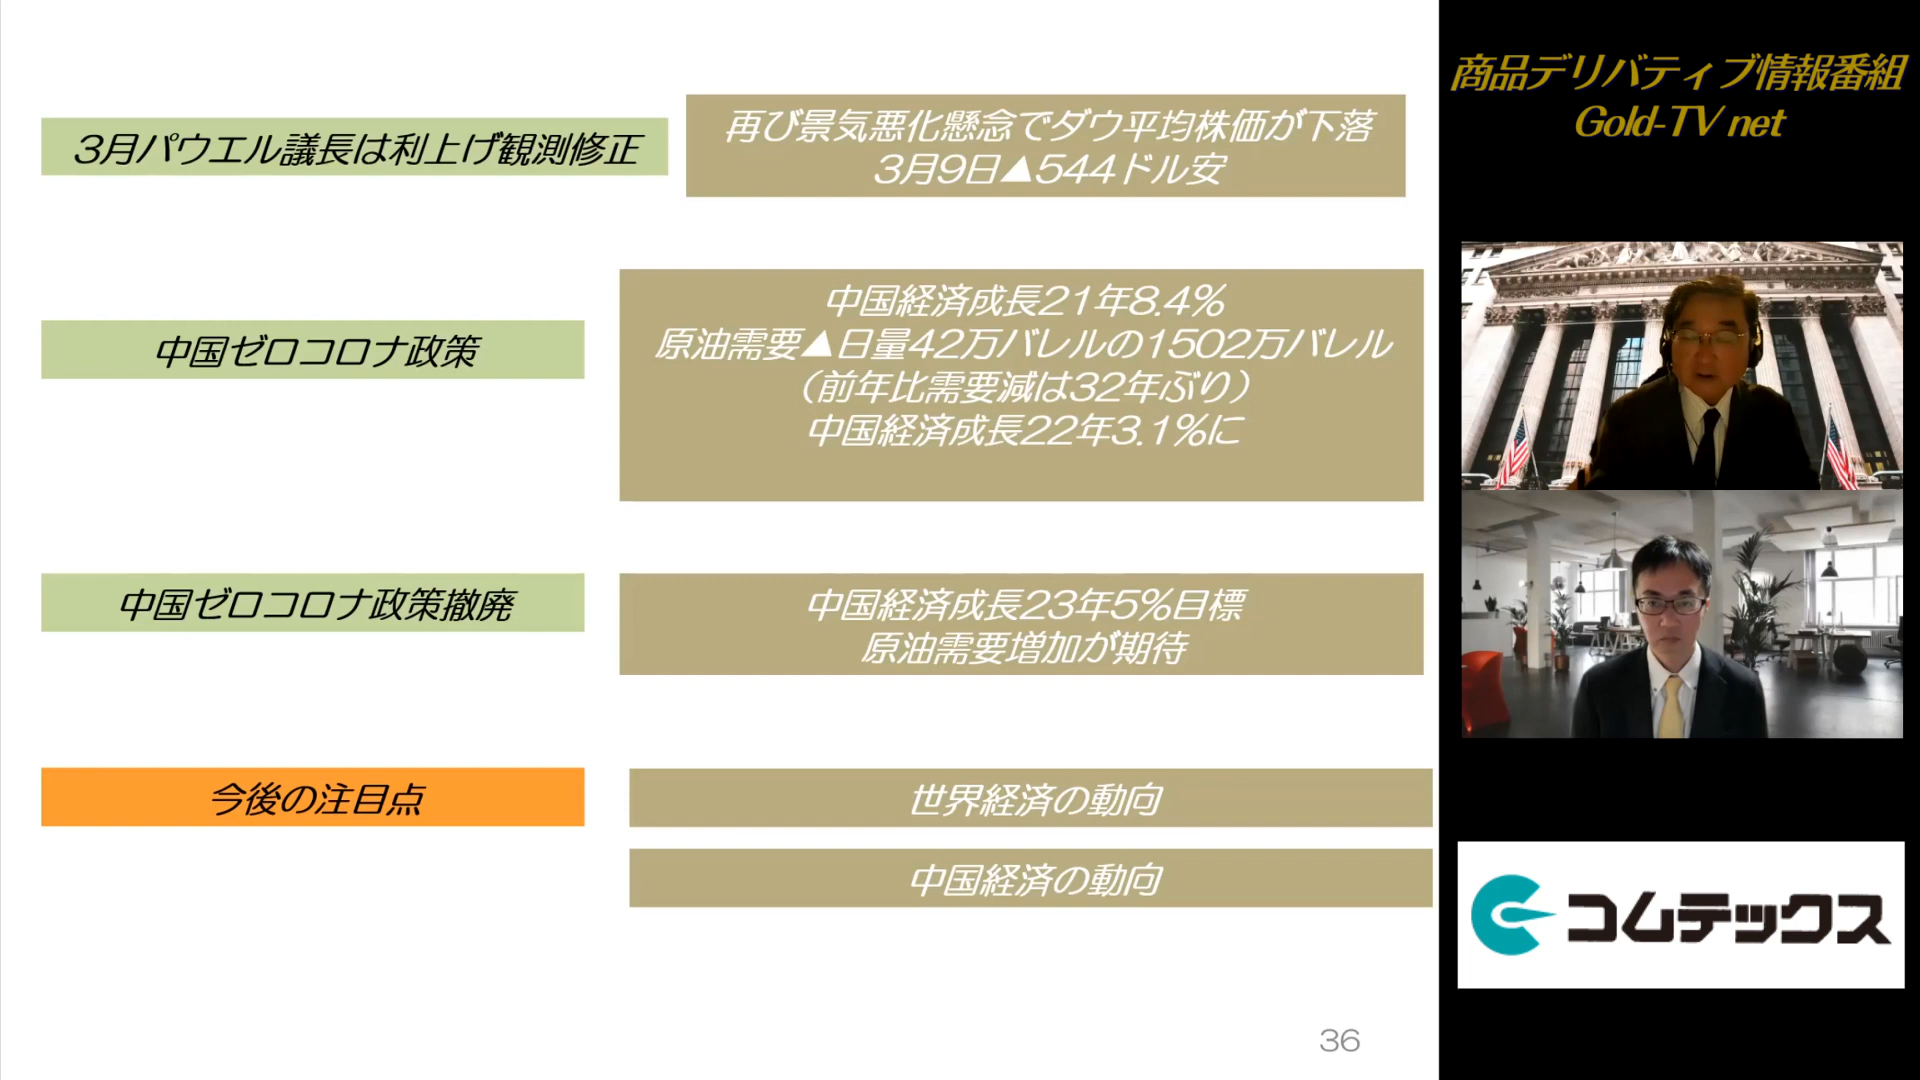 3月パウエル議長は利上げ観測修正
再び景気悪化懸念でダウ平均株価が下落
3月9日▲544ドル安
中国ゼロコロナ政策
中国経済成長21年8.4%
原油需要▲日量42万バレルの1502万バレル
（前年比需要減は32年ぶり）
中国経済成長22年3.1%に
中国ゼロコロナ政策撤廃
中国経済成長23年5%目標
原油需要増加が期待
今後の注目点
世界経済の動向
中国経済の動向
36
商品デリバティブ情報番組
Gold-TV net
コムテックス